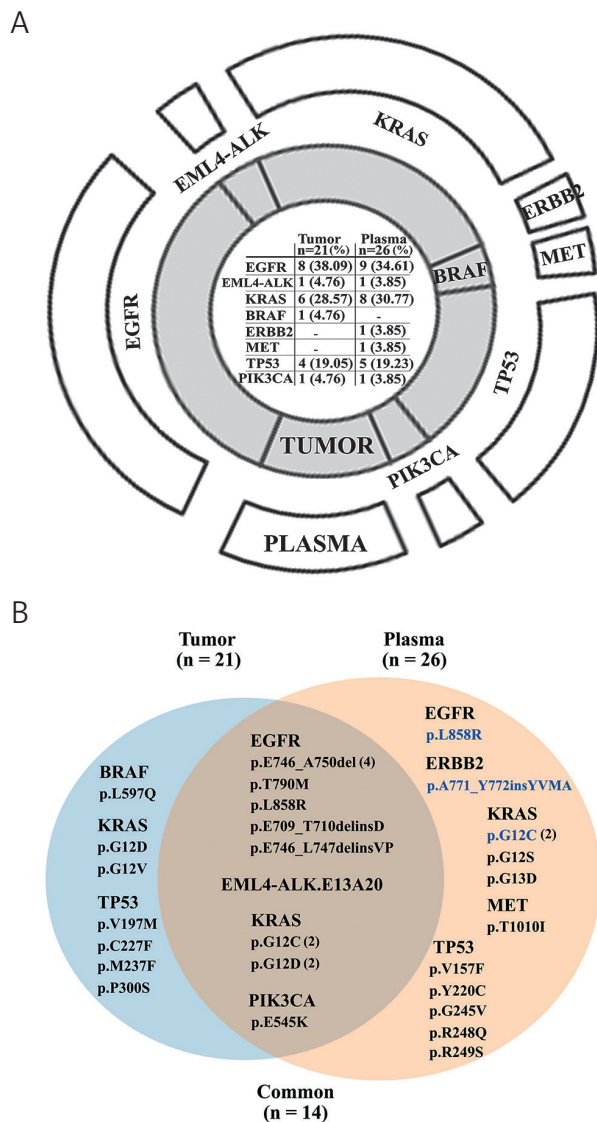 A
KRAS
EML4-ALK
ERBB2
MET
BRAF
EGFR
TP53
PIK3CA
TUMOR
PLASMA
Tumor Plasma
n=21(%) n=26(%)
EGFR 8 (38.09) 9 (34.61)
EML4-ALK 1 (4.76) 1 (3.85)
KRAS 6 (28.57) 8 (30.77)
BRAF 1 (4.76) -
ERBB2 - 1 (3.85)
MET - 1 (3.85)
TP53 4 (19.05) 5 (19.23)
PIK3CA 1 (4.76) 1 (3.85)
B
Tumor
(n = 21)
Plasma
(n = 26)
BRAF
p.L597Q
KRAS
p.G12D
p.G12V
TP53
p.V197M
p.C227F
p.M237F
p.P300S
EGFR
p.E746_A750del (4)
p.T790M
p.L858R
p.E709_T710delinsD
p.E746_L747delinsVP
EML4-ALK.E13A20
KRAS
p.G12C (2)
p.G12D (2)
PIK3CA
p.E545K
EGFR
p.L858R
ERBB2
p.A771_Y772insYVMA
KRAS
p.G12C (2)
p.G12S
p.G13D
MET
p.T1010I
TP53
p.V157F
p.Y220C
p.G245V
p.R248Q
p.R249S
Common
(n = 14)